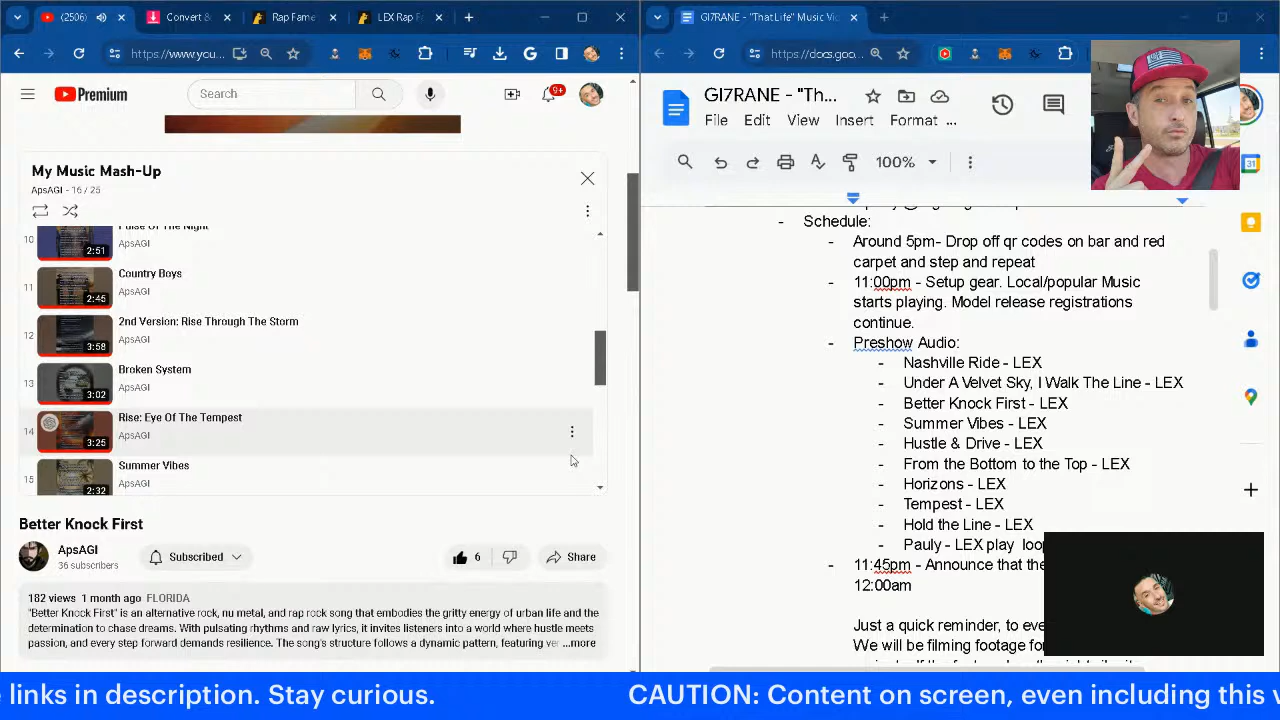 (2506)
Convert &
Rap Fame
LEX Rap F
GI7RANE - "ThatLife" Music Vi
https://www.you...
https://docs.goo...
Premium
Search
9+
GI7RANE - "Th...
File Edit View Insert Format ...
100%
My Music Mash-Up
ApsAGI - 16 / 25
10
Pulse Of The Night
ApsAGI
2:51
11
Country Boys
ApsAGI
2:45
12
2nd Version: Rise Through The Storm
ApsAGI
3:58
13
Broken System
ApsAGI
3:02
14
Rise: Eye Of The Tempest
ApsAGI
3:25
15
Summer Vibes
ApsAGI
2:32
Better Knock First
ApsAGI
36 subscribers
Subscribed
6
Share
182 views 1 month ago FLORIDA
"Better Knock First" is an alternative rock, nu metal, and rap rock song that embodies the gritty energy of urban life and the
determination to chase dreams. With pulsating rhythms and raw lyrics, it invites listeners into a world where hustle meets
passion, and every step forward demands resilience. The song's structure follows a dynamic pattern, featuring ver ...more
- Schedule:
- Around 5pm- Drop off qr codes on bar and red
carpet and step and repeat
- 11:00pm - Setup gear. Local/popular Music
starts playing. Model release registrations
continue.
- Preshow Audio:
- Nashville Ride - LEX
- Under A Velvet Sky, I Walk The Line - LEX
- Better Knock First - LEX
- Summer Vibes - LEX
- Hustle & Drive - LEX
- From the Bottom to the Top - LEX
- Horizons - LEX
- Tempest - LEX
- Hold the Line - LEX
- Pauly - LEX play loop
- 11:45pm - Announce that the
12:00am
Just a quick reminder, to eve
We will be filming footage for
31
links in description. Stay curious.
CAUTION: Content on screen, even including this v